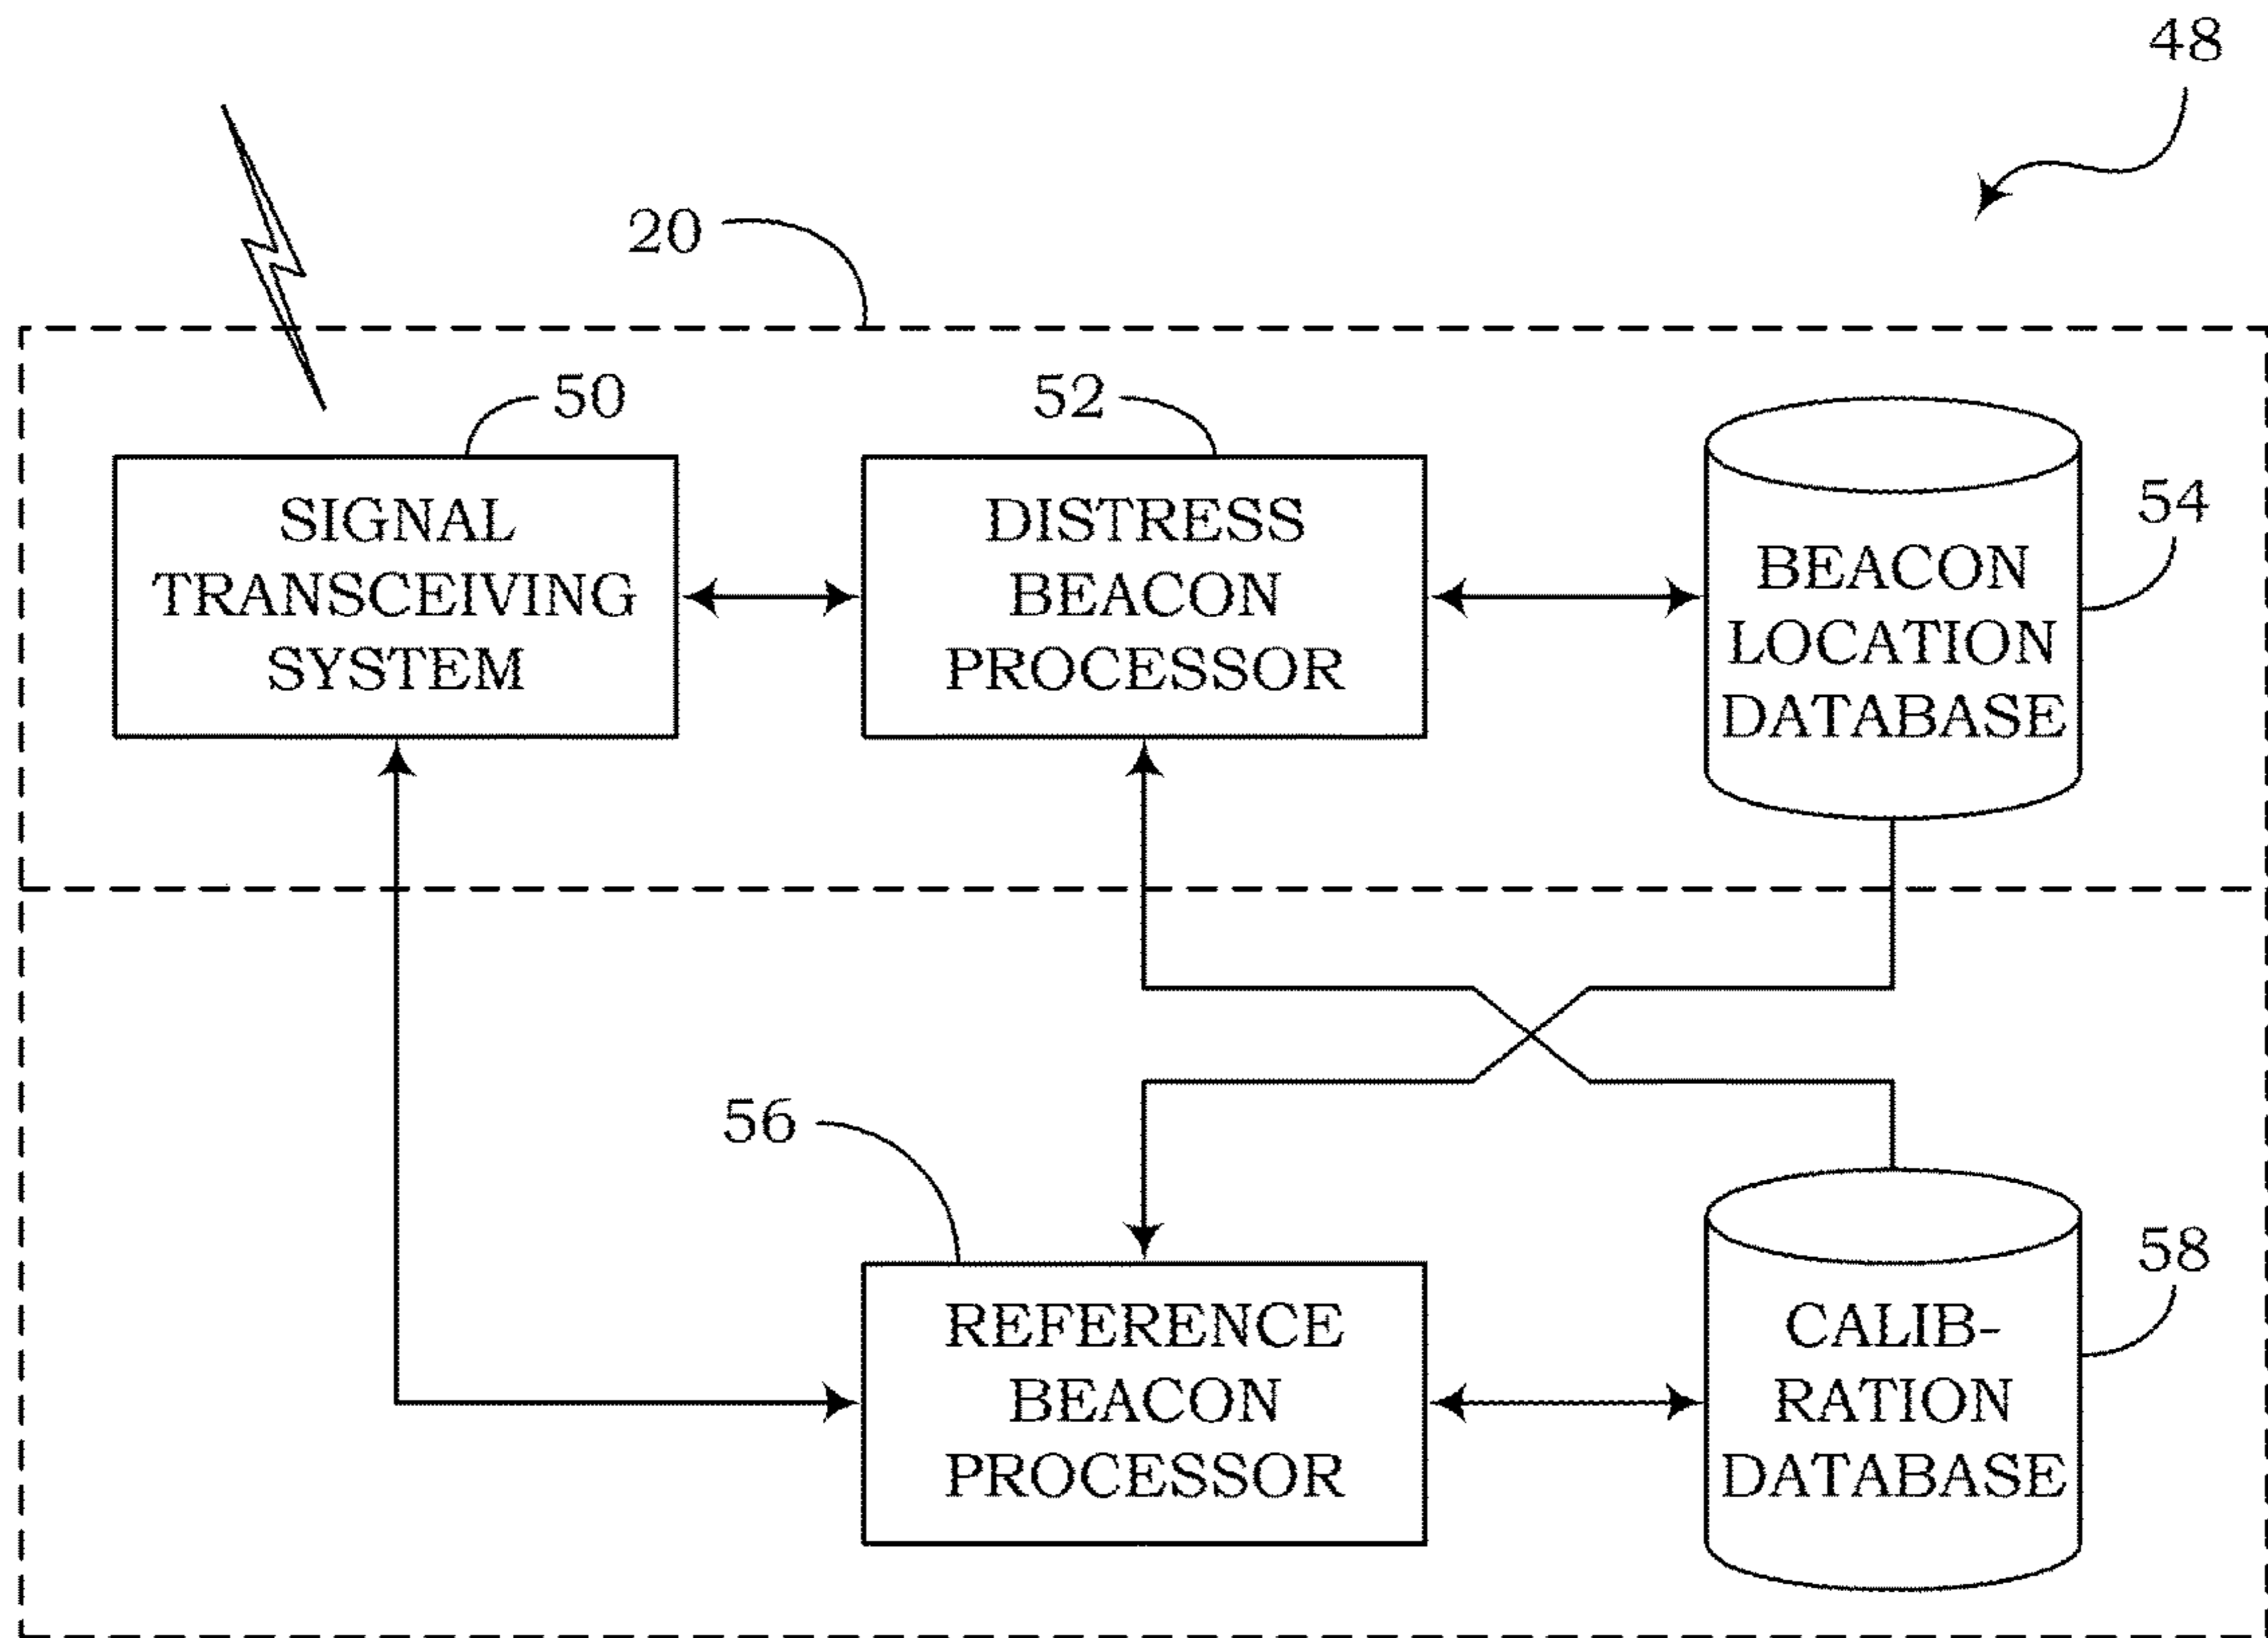 48
20
50
52
SIGNAL
TRANSCEIVING
SYSTEM
DISTRESS
BEACON
PROCESSOR
54
BEACON
LOCATION
DATABASE
56
58
REFERENCE
BEACON
PROCESSOR
CALIB-
RATION
DATABASE